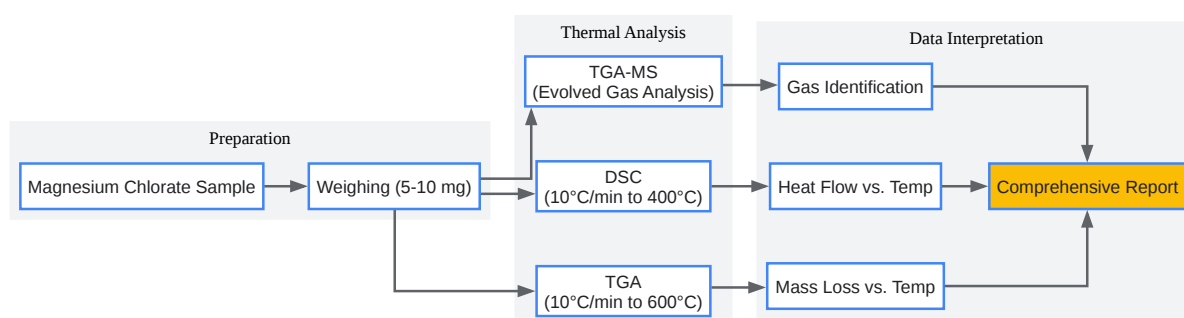 Thermal Analysis
Data Interpretation
TGA-MS
(Evolved Gas Analysis)
Gas Identification
Preparation
Magnesium Chlorate Sample
Weighing (5-10 mg)
DSC
(10°C/min to 400°C)
Heat Flow vs. Temp
Comprehensive Report
TGA
(10°C/min to 600°C)
Mass Loss vs. Temp